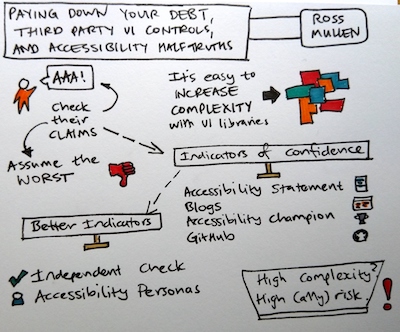 PAYING DOWN YOUR DEBT,
THIRD PARTY UI CONTROLS,
AND ACCESSIBILITY HALF-TRUTHS
ROSS
MULLEN
AAA!
Check
their
CLAIMS
Assume the
WORST
It's easy to
INCREASE
COMPLEXITY
with UI libraries
Indicators of Confidence
Accessibility Statement
Blogs
Accessibility Champion
GitHub
Better Indicators
Independent Check
Accessibility Personas
High Complexity?
High (a11y) risk.
!